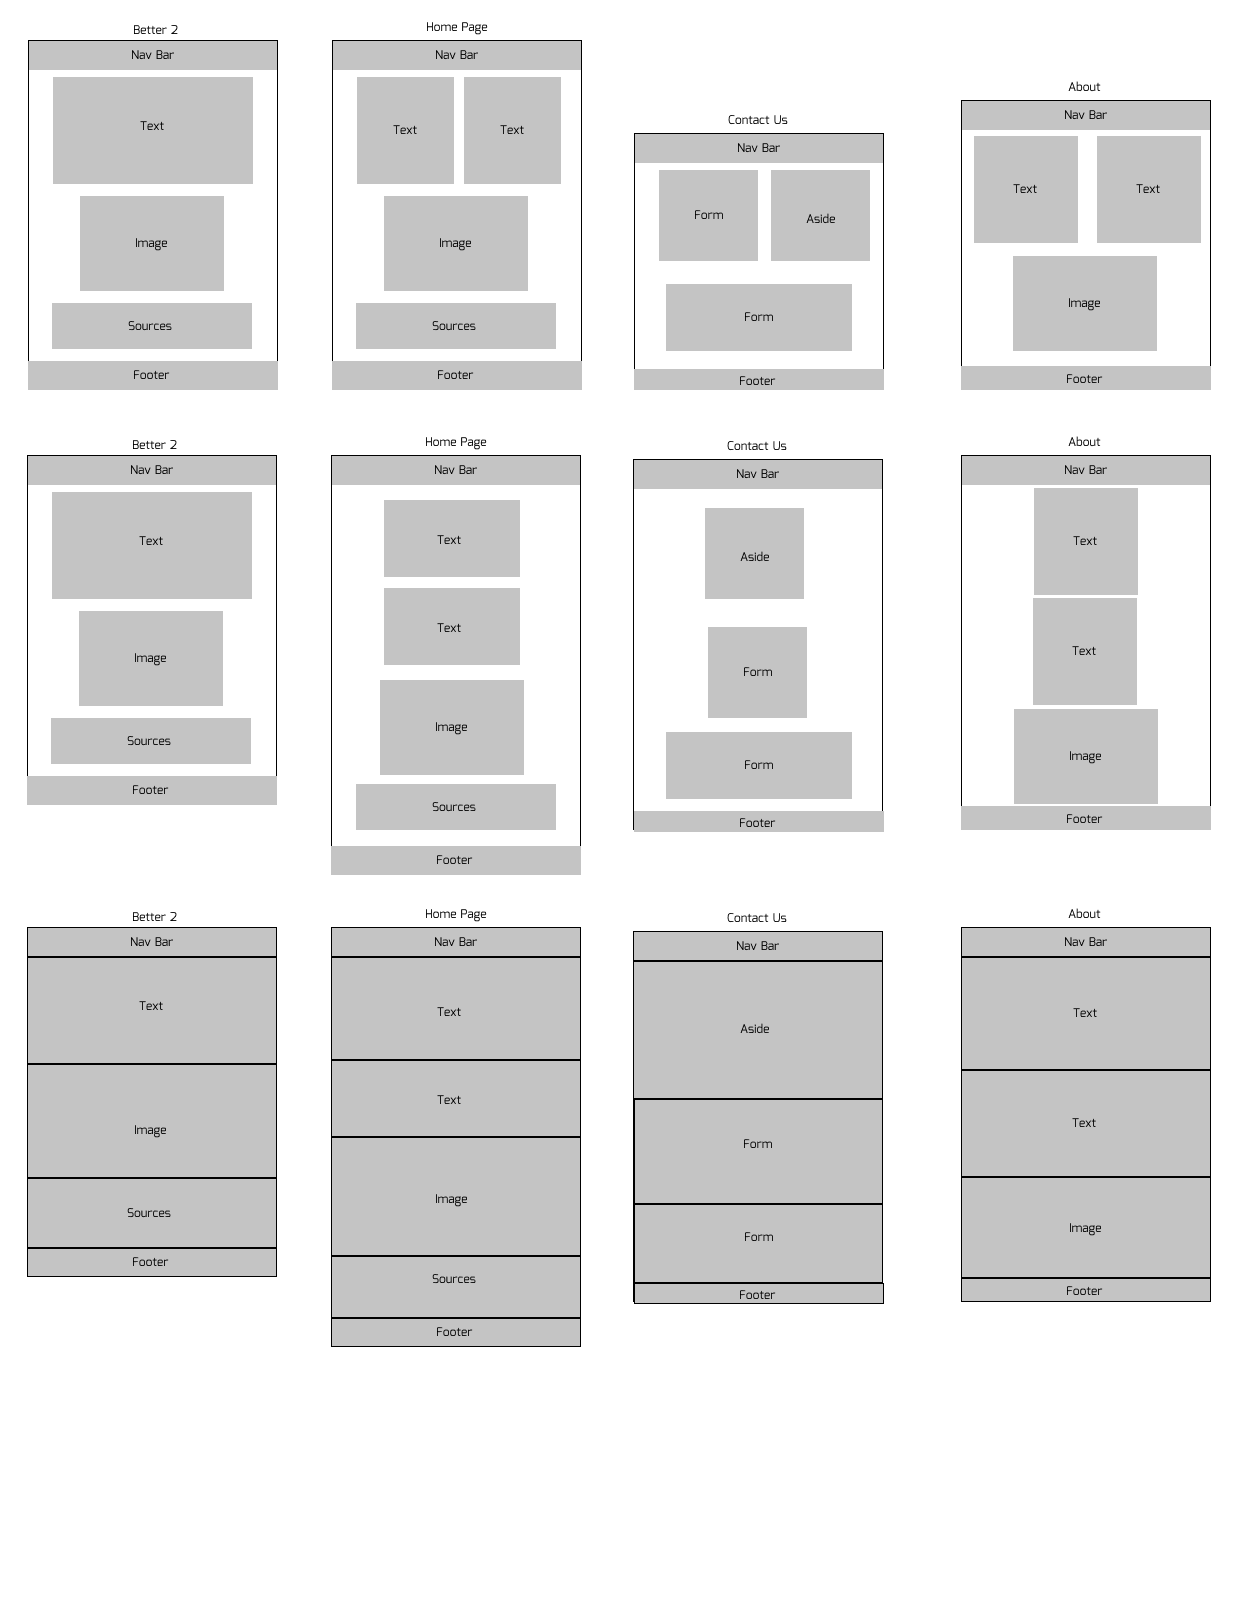 Better 2
Nav Bar
Text
Image
Sources
Footer
Home Page
Nav Bar
Text Text
Image
Sources
Footer
Contact Us
Nav Bar
Form Aside
Form
Footer
About
Nav Bar
Text Text
Image
Footer
Better 2
Nav Bar
Text
Image
Sources
Footer
Home Page
Nav Bar
Text
Text
Image
Sources
Footer
Contact Us
Nav Bar
Aside
Form
Form
Footer
About
Nav Bar
Text
Text
Image
Footer
Better 2
Nav Bar
Text
Image
Sources
Footer
Home Page
Nav Bar
Text
Text
Image
Sources
Footer
Contact Us
Nav Bar
Aside
Form
Form
Footer
About
Nav Bar
Text
Text
Image
Footer